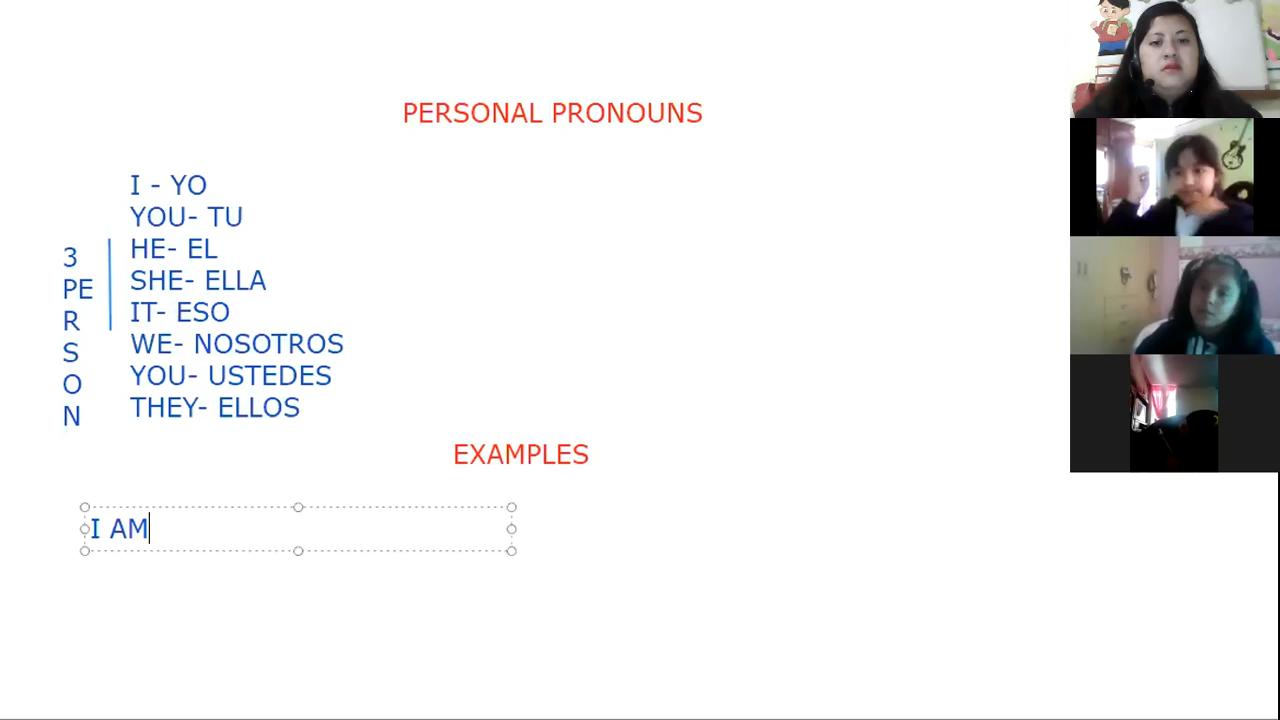 PERSONAL PRONOUNS
I - YO
YOU- TU
HE- EL
SHE- ELLA
IT- ESO
WE- NOSOTROS
YOU- USTEDES
THEY- ELLOS
3
PE
R
S
O
N
EXAMPLES
I AM